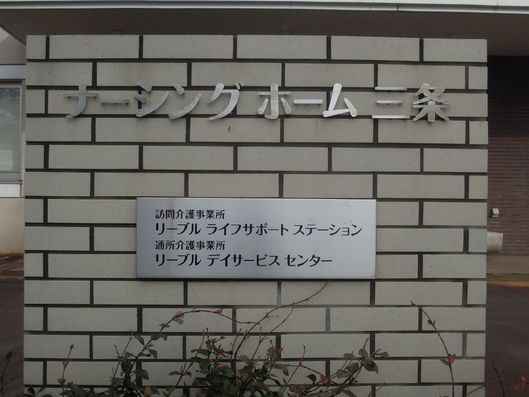 ナーシング ホーム 三条
訪問介護事業所
リーブル ライフサポート ステーション
通所介護事業所
リーブル デイサービス センター